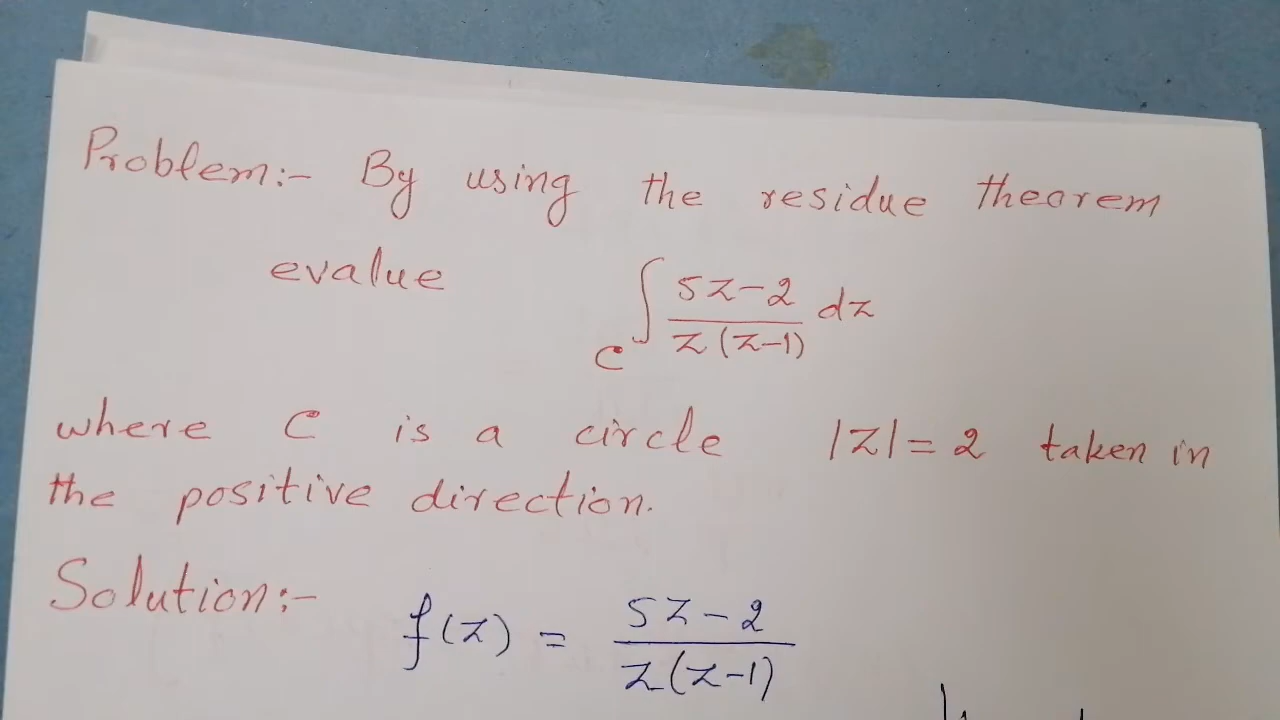 Problem:- By using the residue theorem
evalue ∫_C (5z-2)/(z(z-1)) dz
where C is a circle |z|=2 taken in
the positive direction.
Solution:- f(z) = (5z-2)/(z(z-1))